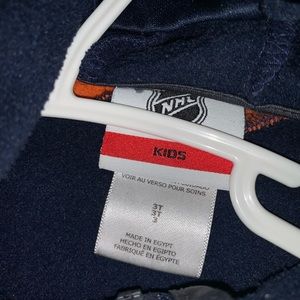 NHL
KIDS
VOIR AU VERSO POUR SOINS
3T
3T
3
MADE IN EGYPT
HECHO EN EGIPTO
FABRIQUÉ EN ÉGYPTE